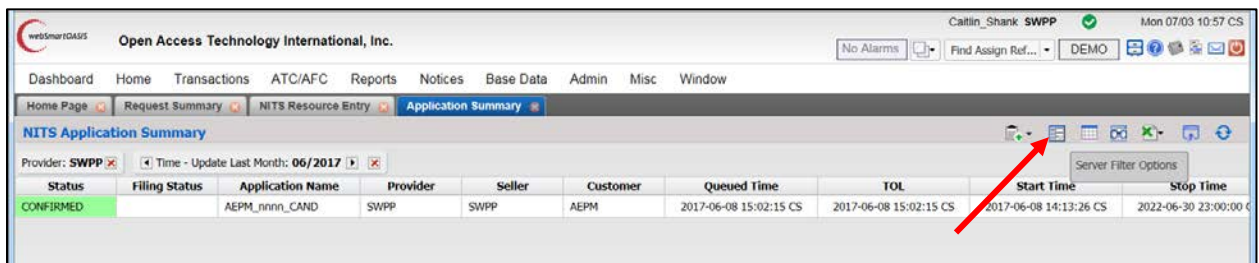 Caitlin_Shank SWPP Mon 07/03 10:57 CS
webSmartOASIS
Open Access Technology International, Inc.
No Alarms Find Assign Ref... DEMO
Dashboard Home Transactions ATC/AFC Reports Notices Base Data Admin Misc Window
Home Page Request Summary NITS Resource Entry Application Summary
NITS Application Summary
Provider: SWPP Time - Update Last Month: 06/2017
Server Filter Options
Status Filing Status Application Name Provider Seller Customer Queued Time TOL Start Time Stop Time
CONFIRMED AEPM_nnnn_CAND SWPP SWPP AEPM 2017-06-08 15:02:15 CS 2017-06-08 15:02:15 CS 2017-06-08 14:13:26 CS 2022-06-30 23:00:00 C